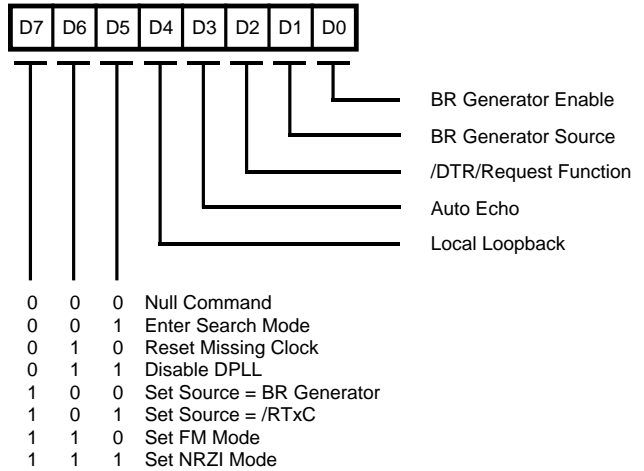 D7 D6 D5 D4 D3 D2 D1 D0
BR Generator Enable
BR Generator Source
/DTR/Request Function
Auto Echo
Local Loopback
0 0 0 Null Command
0 0 1 Enter Search Mode
0 1 0 Reset Missing Clock
0 1 1 Disable DPLL
1 0 0 Set Source = BR Generator
1 0 1 Set Source = /RTxC
1 1 0 Set FM Mode
1 1 1 Set NRZI Mode